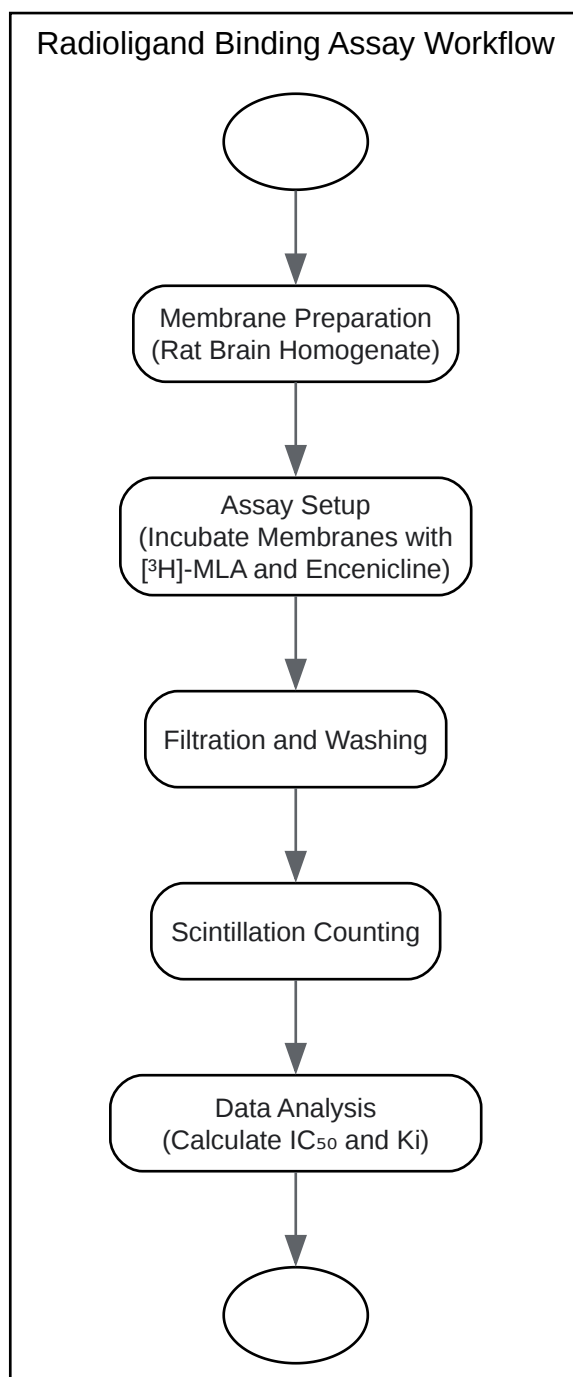 Radioligand Binding Assay Workflow
Membrane Preparation
(Rat Brain Homogenate)
Assay Setup
(Incubate Membranes with
[³H]-MLA and Encenicline)
Filtration and Washing
Scintillation Counting
Data Analysis
(Calculate IC₅₀ and Ki)